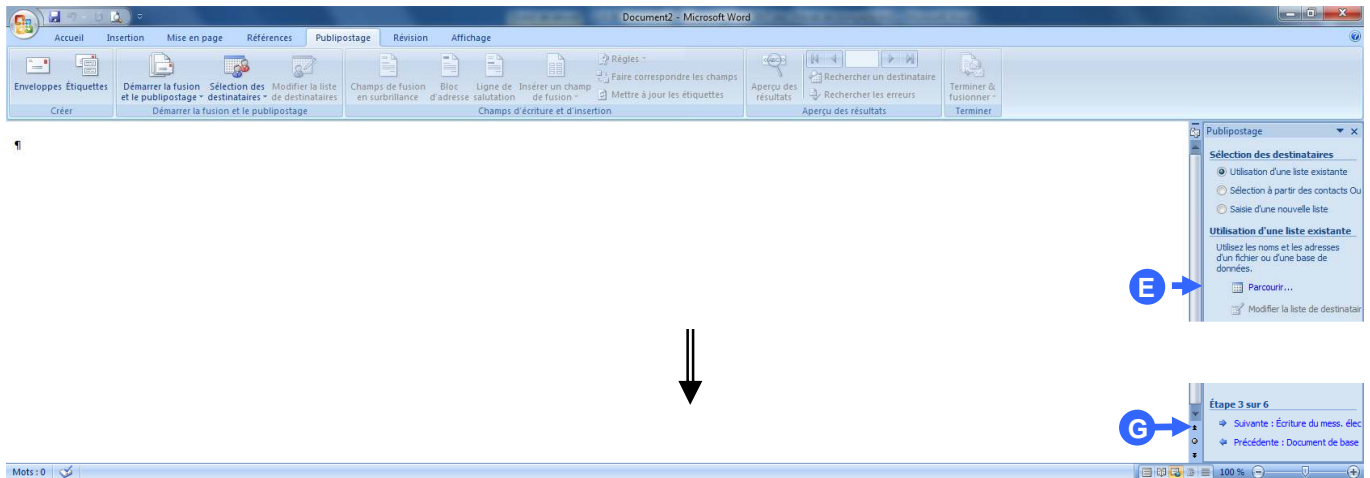 Document2 - Microsoft Word
Accueil Insertion Mise en page Références Publipostage Révision Affichage
Enveloppes Étiquettes
Créer
Démarrer la fusion et le publipostage
Sélection des destinataires
Modifier la liste de destinataires
Démarrer la fusion et le publipostage
Champs de fusion en surbrillance
Bloc d'adresse
Ligne de salutation
Insérer un champ de fusion
Règles
Faire correspondre les champs
Mettre à jour les étiquettes
Champs d'écriture et d'insertion
Aperçu des résultats
Rechercher un destinataire
Rechercher les erreurs
Aperçu des résultats
Terminer & fusionner
Terminer
¶
Publipostage
Sélection des destinataires
Utilisation d'une liste existante
Sélection à partir des contacts Ou
Saisie d'une nouvelle liste
Utilisation d'une liste existante
Utilisez les noms et les adresses
d'un fichier ou d'une base de
données.
E
Parcourir...
Modifier la liste de destinatair
Étape 3 sur 6
G
Suivante : Écriture du mess. élec
Précédente : Document de base
Mots : 0
100 %